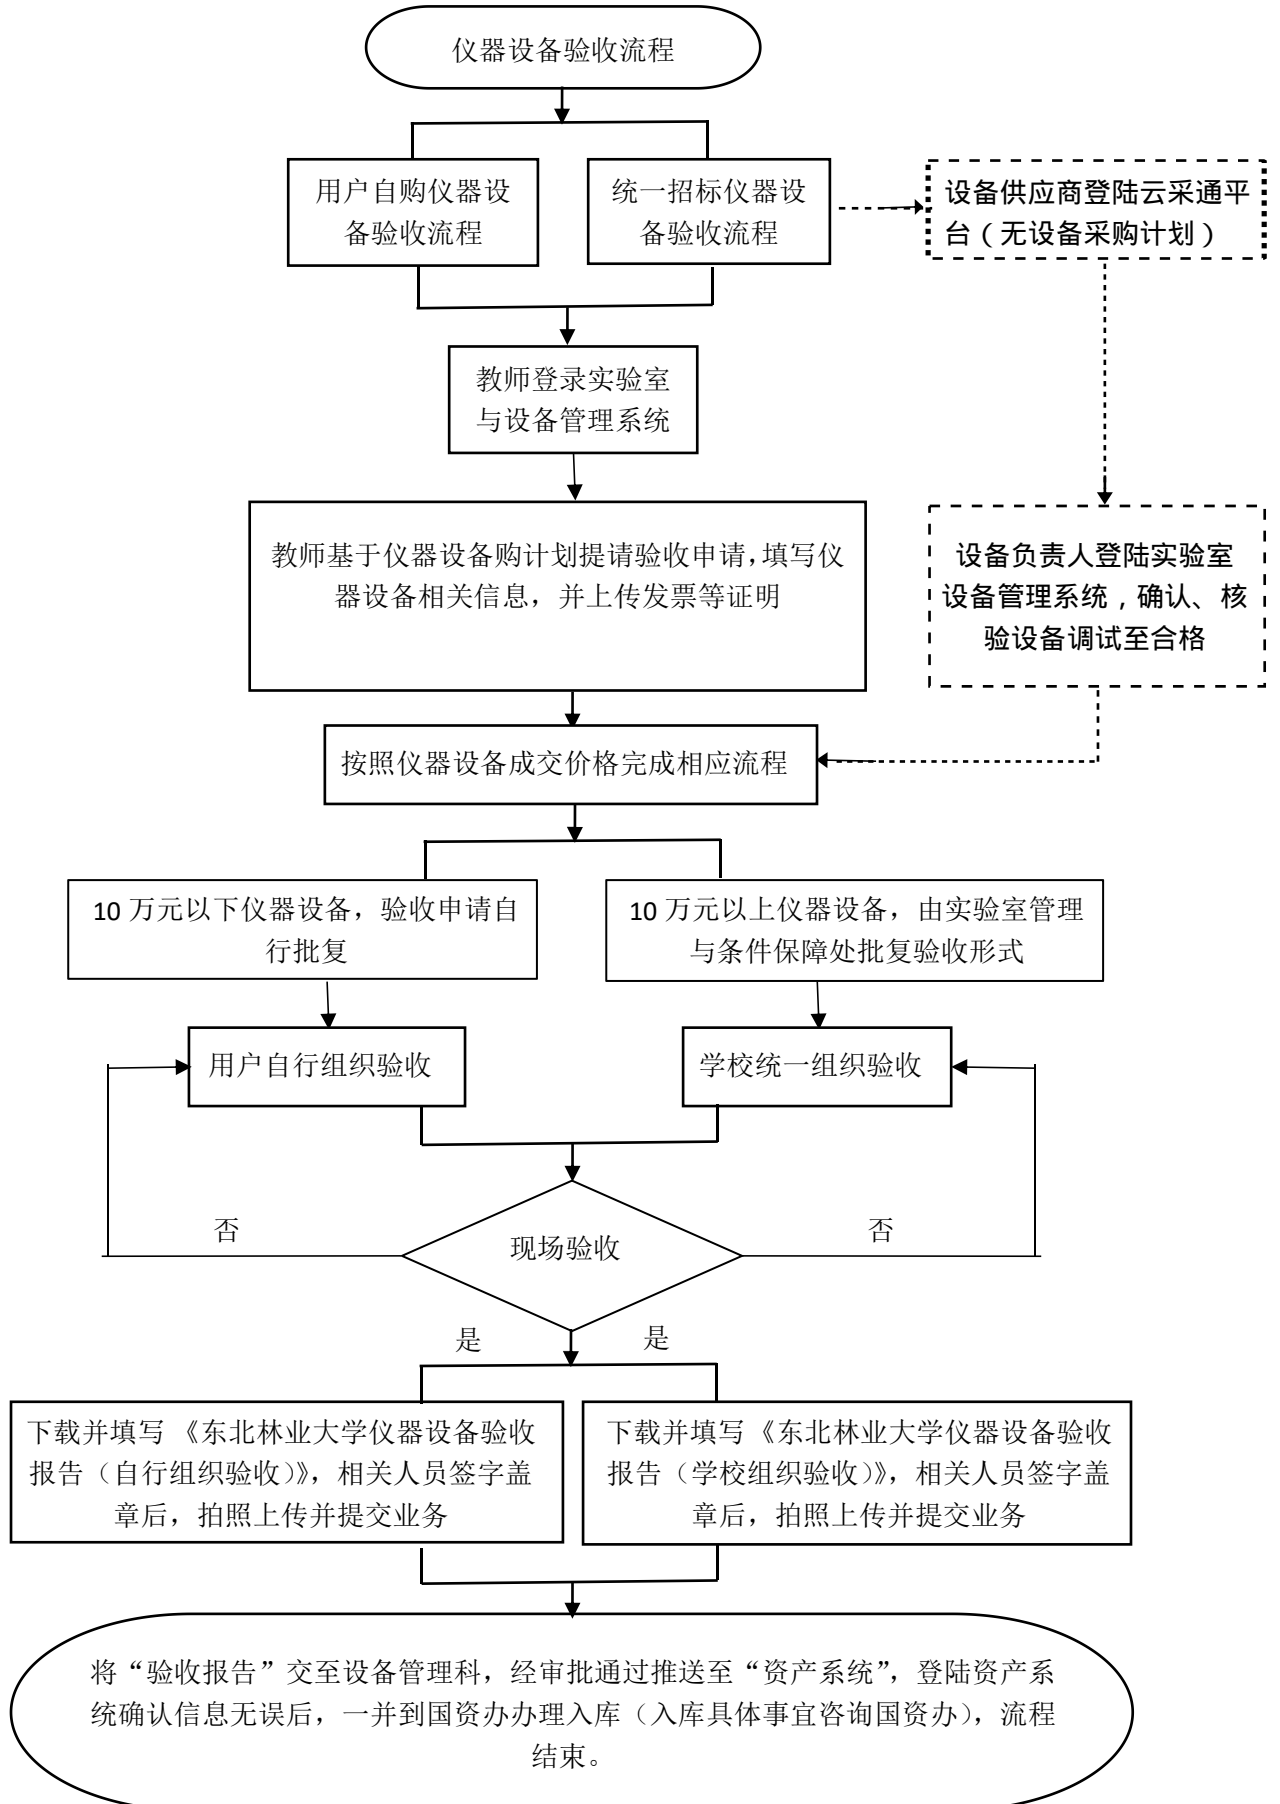 仪器设备验收流程
用户自购仪器设
备验收流程
统一招标仪器设
备验收流程
设备供应商登陆云采通平
台（无设备采购计划）
教师登录实验室
与设备管理系统
教师基于仪器设备购计划提请验收申请，填写仪
器设备相关信息，并上传发票等证明
设备负责人登陆实验室
设备管理系统，确认、核
验设备调试至合格
按照仪器设备成交价格完成相应流程
10 万元以下仪器设备，验收申请自
行批复
10 万元以上仪器设备，由实验室管理
与条件保障处批复验收形式
用户自行组织验收
学校统一组织验收
否
现场验收
否
是
是
下载并填写 《东北林业大学仪器设备验收
报告（自行组织验收）》，相关人员签字盖
章后，拍照上传并提交业务
下载并填写《东北林业大学仪器设备验收
报告（学校组织验收）》，相关人员签字盖
章后，拍照上传并提交业务
将“验收报告”交至设备管理科，经审批通过推送至“资产系统”，登陆资产系
统确认信息无误后，一并到国资办办理入库（入库具体事宜咨询国资办），流程
结束。